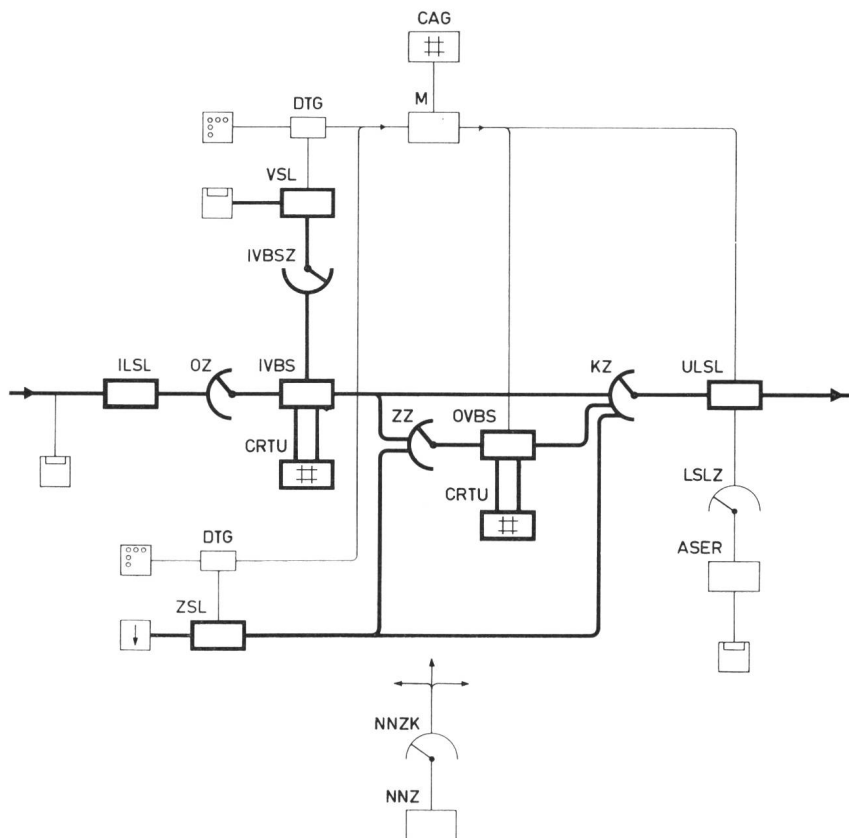 CAG
M
DTG
VSL
IVBSZ
ILSL
OZ
IVBS
KZ
ULSL
ZZ
OVBS
CRTU
CRTU
LSLZ
DTG
ASER
ZSL
NNZK
NNZ